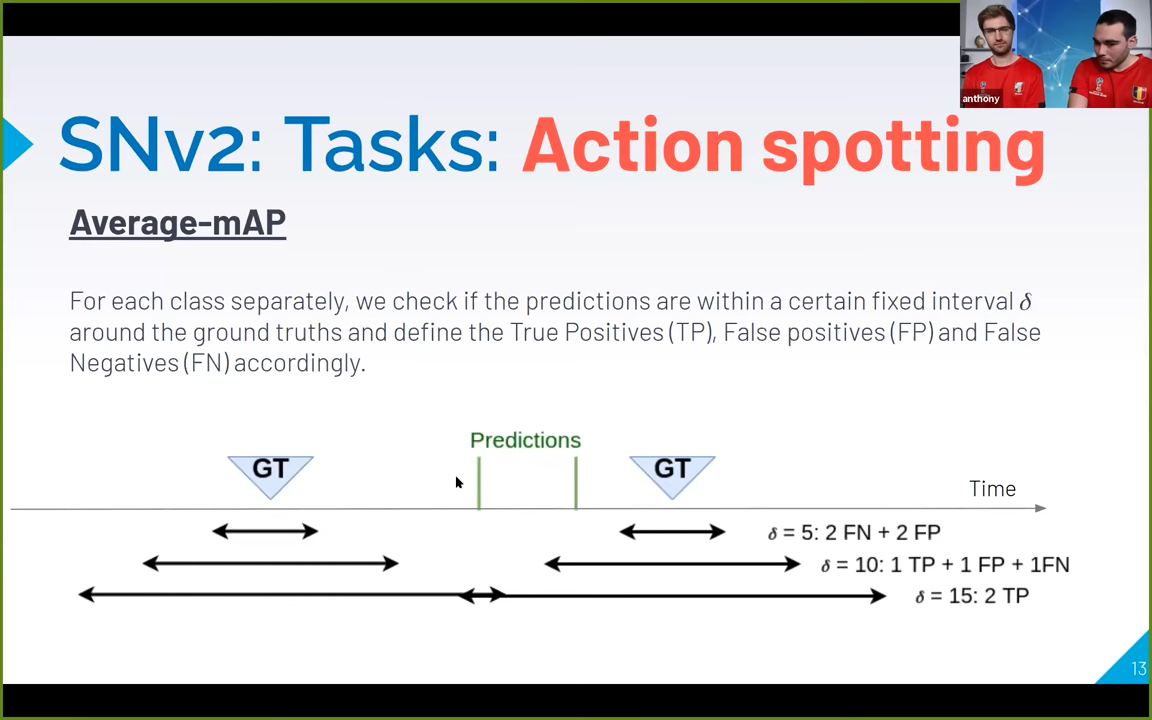 anthony
SNv2: Tasks: Action spotting
Average-mAP
For each class separately, we check if the predictions are within a certain fixed interval δ
around the ground truths and define the True Positives (TP), False positives (FP) and False
Negatives (FN) accordingly.
Predictions
GT
GT
Time
δ = 5: 2 FN + 2 FP
δ = 10: 1 TP + 1 FP + 1FN
δ = 15: 2 TP
13